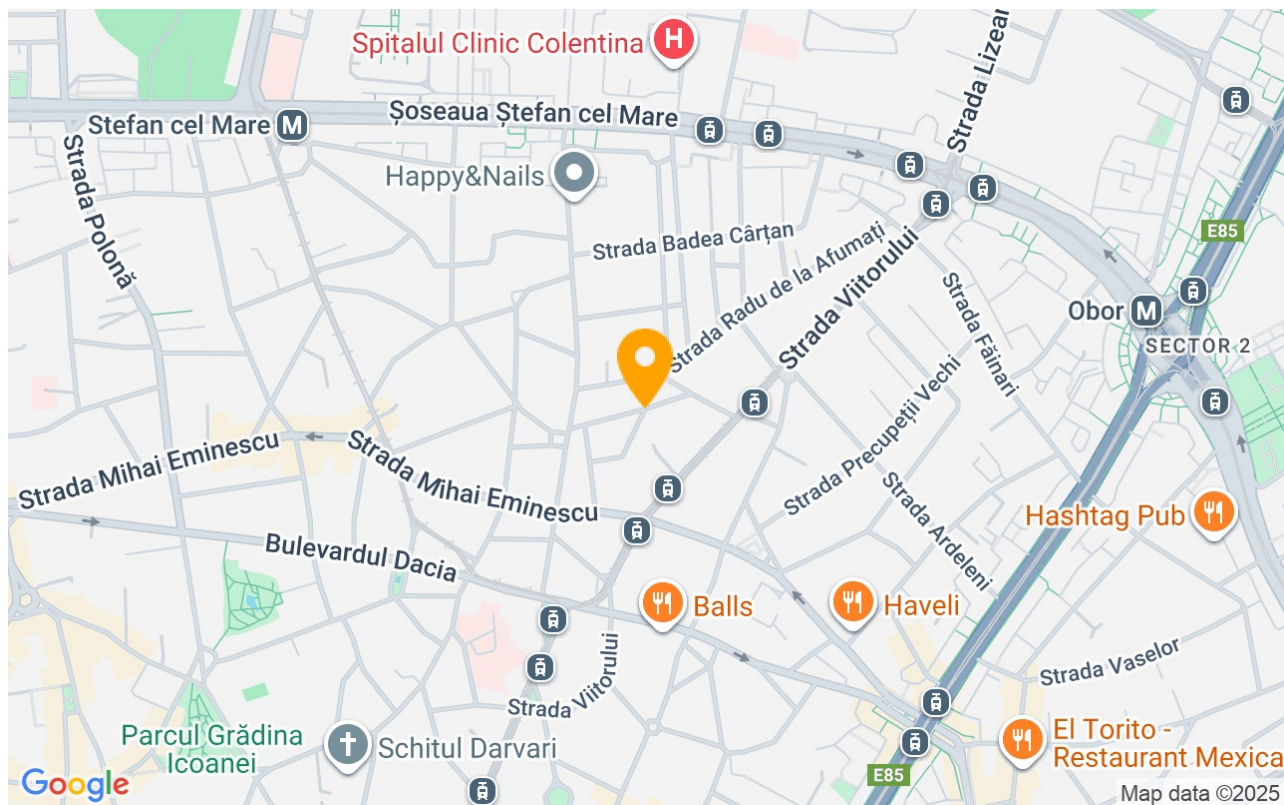 Spitalul Clinic Colentina
H
Strada Lizear
Șoseaua Ștefan cel Mare
Stefan cel Mare
M
Strada Polonă
Happy&Nails
Strada Badea Cârțan
E85
Strada Radu de la Afumați
Strada Viitorului
Strada Făinari
Obor
M
SECTOR 2
Strada Precupeții Vechi
Strada Mihai Eminescu
Strada Mihai Eminescu
Strada Ardeleni
Hashtag Pub
Bulevardul Dacia
Balls
Haveli
Strada Vaselor
Strada Viitorului
Parcul Grădina
Icoanei
Schitul Darvari
El Torito -
Restaurant Mexica
E85
Google
Map data ©2025